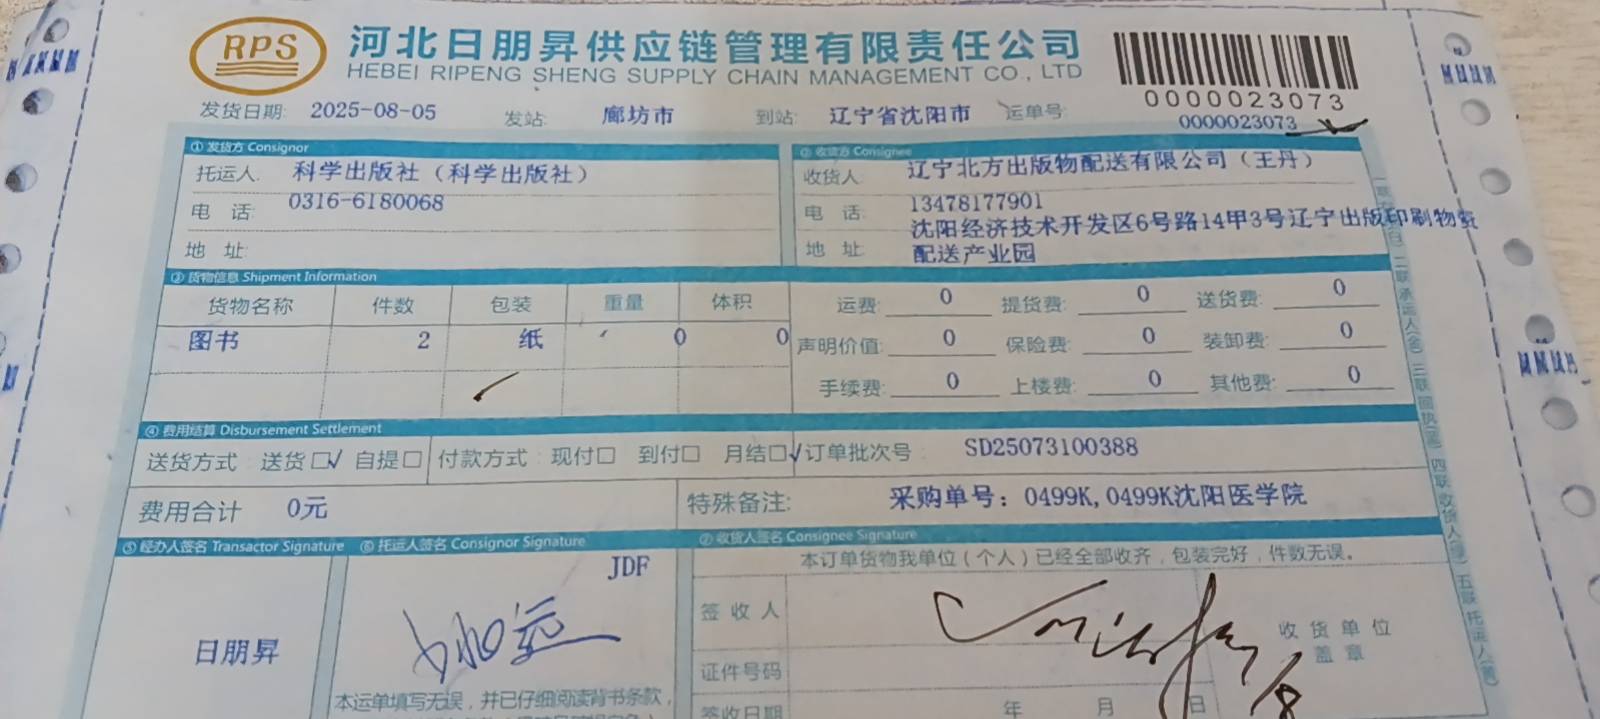 RPS
河北日朋昇供应链管理有限责任公司
HEBEI RIPENG SHENG SUPPLY CHAIN MANAGEMENT CO., LTD
0000023073
发货日期: 2025-08-05 发站: 廊坊市 到站: 辽宁省沈阳市 运单号: 0000023073
① 发货方 Consignor
托运人: 科学出版社（科学出版社）
电 话: 0316-6180068
地 址:
② 收货方 Consignee
收货人: 辽宁北方出版物配送有限公司（王丹）
电 话: 13478177901
地 址: 沈阳经济技术开发区6号路14甲3号辽宁出版印刷物资
配送产业园
③ 货物信息 Shipment Information
货物名称 件数 包装 重量 体积
图书 2 纸 0 0
运费: 0 提货费: 0 送货费: 0
声明价值: 0 保险费: 0 装卸费: 0
手续费: 0 上楼费: 0 其他费: 0
④ 费用结算 Disbursement Settlement
送货方式: 送货☐√ 自提☐ 付款方式: 现付☐ 到付☐ 月结☐√ 订单批次号: SD25073100388
费用合计 0元 特殊备注: 采购单号：0499K,0499K沈阳医学院
⑤ 经办人签名 Transactor Signature ⑥ 托运人签名 Consignor Signature ⑦ 收货人签名 Consignee Signature
本订单货物我单位（个人）已经全部收齐，包装完好，件数无误。
JDF
签 收 人
日朋昇
收 货 单 位
盖 章
证件号码
本运单填写无误，并已仔细阅读背书条款，
签收日期 年 月 日